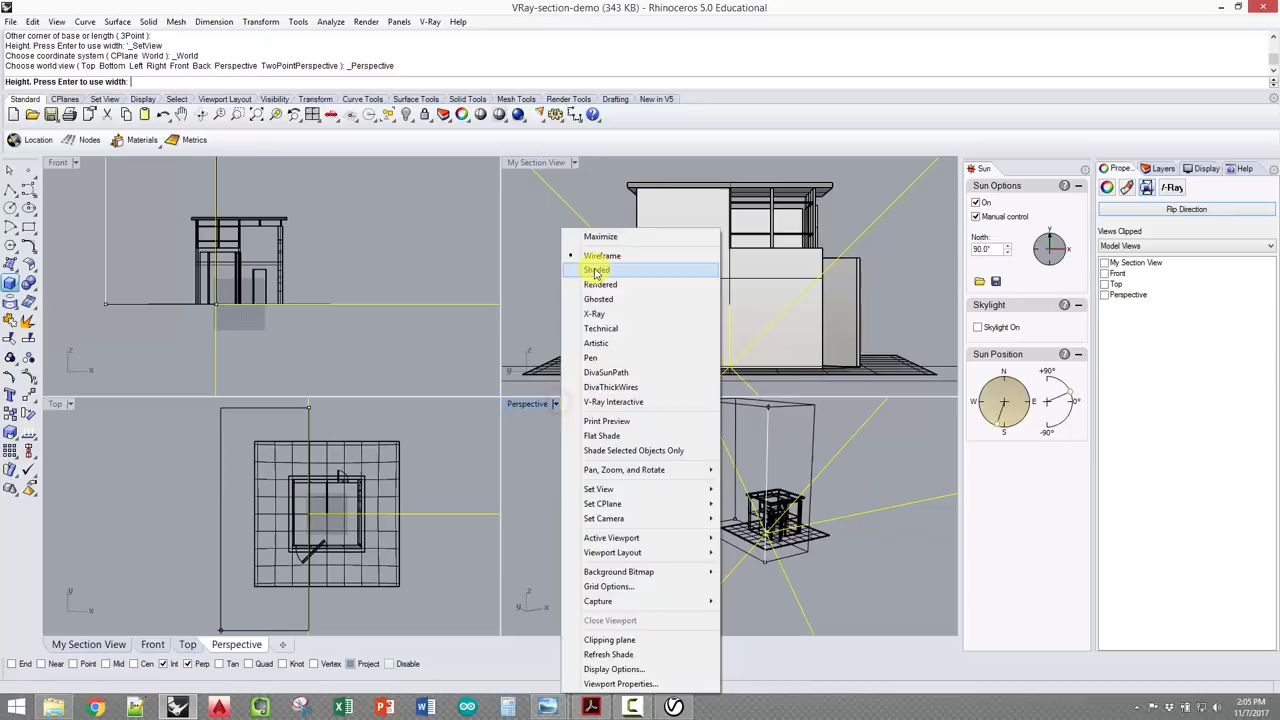 VRay-section-demo (343 KB) - Rhinoceros 5.0 Educational
File Edit View Curve Surface Solid Mesh Dimension Transform Tools Analyze Render Panels V-Ray Help
Other corner of base or length ( 3Point ):
Height. Press Enter to use width: '_SetView
Choose coordinate system ( CPlane World ): _World
Choose world view ( Top Bottom Left Right Front Back Perspective TwoPointPerspective ): _Perspective
Height. Press Enter to use width:
Standard CPlanes Set View Display Select Viewport Layout Visibility Transform Curve Tools Surface Tools Solid Tools Mesh Tools Render Tools Drafting New in V5
Location Nodes Materials Metrics
Front
z
x
My Section View
Top
y
x
Perspective
z
y
x
Maximize
Wireframe
Shaded
Rendered
Ghosted
X-Ray
Technical
Artistic
Pen
DivaSunPath
DivaThickWires
V-Ray Interactive
Print Preview
Flat Shade
Shade Selected Objects Only
Pan, Zoom, and Rotate
Set View
Set CPlane
Set Camera
Active Viewport
Viewport Layout
Background Bitmap
Grid Options...
Capture
Close Viewport
Clipping plane
Refresh Shade
Display Options...
Viewport Properties...
Sun
Sun Options
On
Manual control
North:
90.0°
y
x
Skylight
Skylight On
Sun Position
N
W E
S
+90°
0°
-90°
Prope... Layers Display Help
V-Ray
Flip Direction
Views Clipped
Model Views
My Section View
Front
Top
Perspective
My Section View Front Top Perspective
End Near Point Mid Cen Int Perp Tan Quad Knot Vertex Project Disable
2:05 PM
11/7/2017